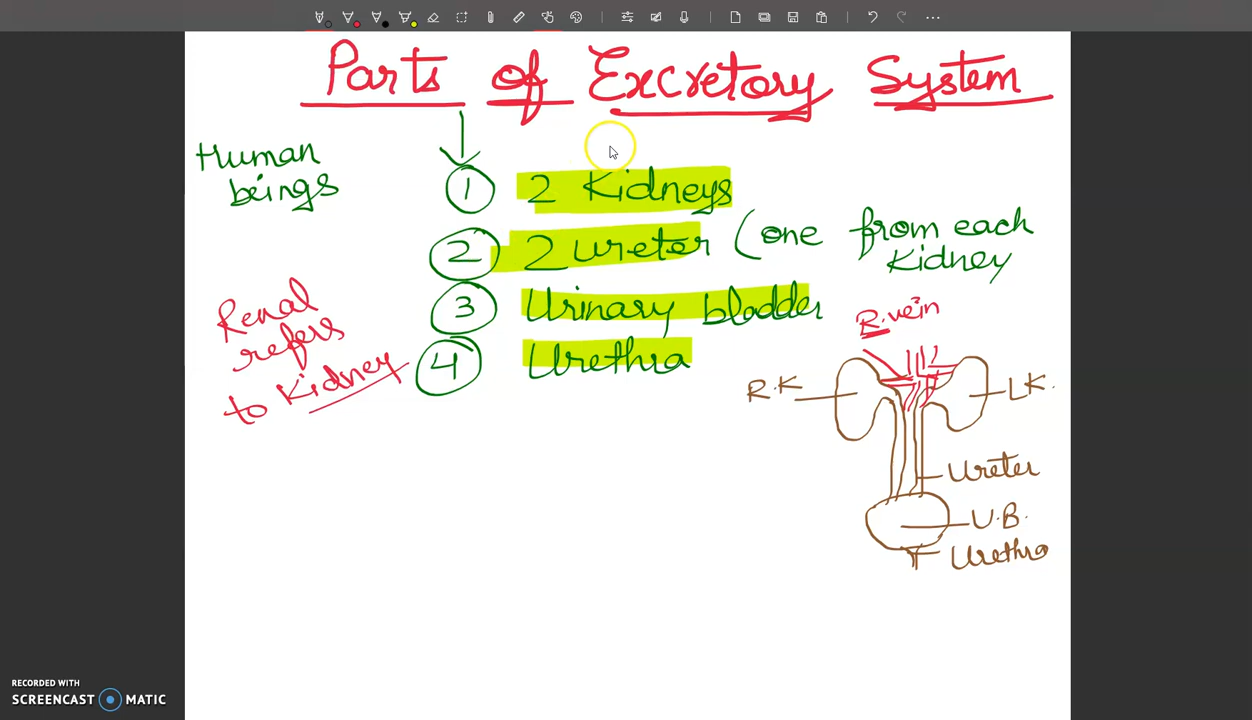 Parts of Excretory System
Human
beings
1 2 Kidneys
2 2 Ureter (one from each
Kidney
3 Urinary bladder
4 Urethra
Renal
refers
to Kidney
R.vein
R.K
L K.
Ureter
U.B.
Urethra
RECORDED WITH
SCREENCAST MATIC